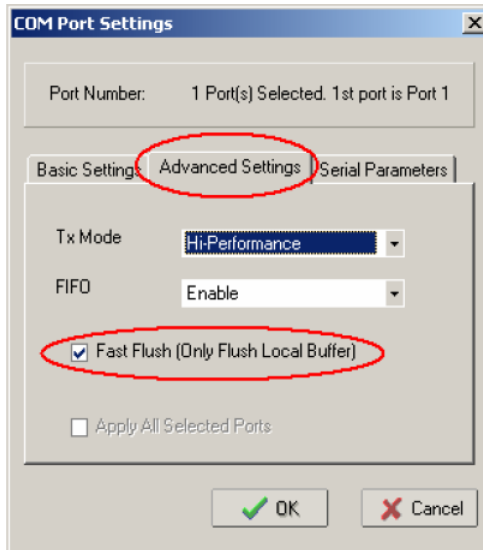 COM Port Settings
Port Number: 1 Port(s) Selected. 1st port is Port 1
Basic Settings Advanced Settings Serial Parameters
Tx Mode Hi-Performance
FIFO Enable
Fast Flush (Only Flush Local Buffer)
Apply All Selected Ports
OK Cancel